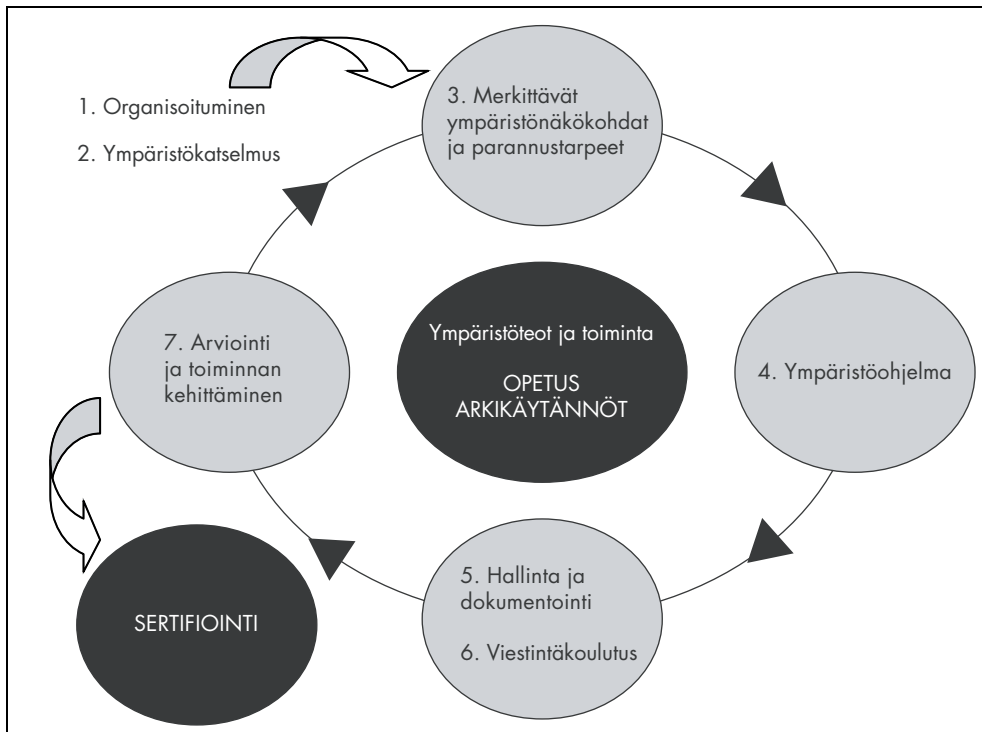 1. Organisoituminen
2. Ympäristökatselmus
3. Merkittävät
ympäristönäkökohdat
ja parannustarpeet
4. Ympäristöohjelma
5. Hallinta ja
dokumentointi
6. Viestintäkoulutus
7. Arviointi
ja toiminnan
kehittäminen
Ympäristöteot ja toiminta
OPETUS
ARKIKÄYTÄNNÖT
SERTIFIOINTI